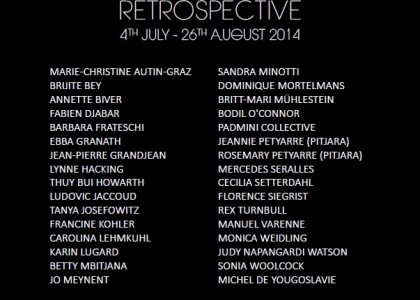 RETROSPECTIVE
4TH JULY - 26TH AUGUST 2014
MARIE-CHRISTINE AUTIN-GRAZ
BRIJITE BEY
ANNETTE BIVER
FABIEN DJABAR
BARBARA FRATESCHI
EBBA GRANATH
JEAN-PIERRE GRANDJEAN
LYNNE HACKING
THUY BUI HOWARTH
LUDOVIC JACCOUD
TANYA JOSEFOWITZ
FRANCINE KOHLER
CAROLINA LEHMKUHL
KARIN LUGARD
BETTY MBITJANA
JO MEYNENT
SANDRA MINOTTI
DOMINIQUE MORTELMANS
BRITT-MARI MÜHLESTEIN
BODIL O'CONNOR
PADMINI COLLECTIVE
JEANNIE PETYARRE (PITJARA)
ROSEMARY PETYARRE (PITJARA)
MERCEDES SERALLES
CECILIA SETTERDAHL
FLORENCE SIEGRIST
REX TURNBULL
MANUEL VARENNE
MONICA WEIDLING
JUDY NAPANGARDI WATSON
SONIA WOOLCOCK
MICHEL DE YOUGOSLAVIE